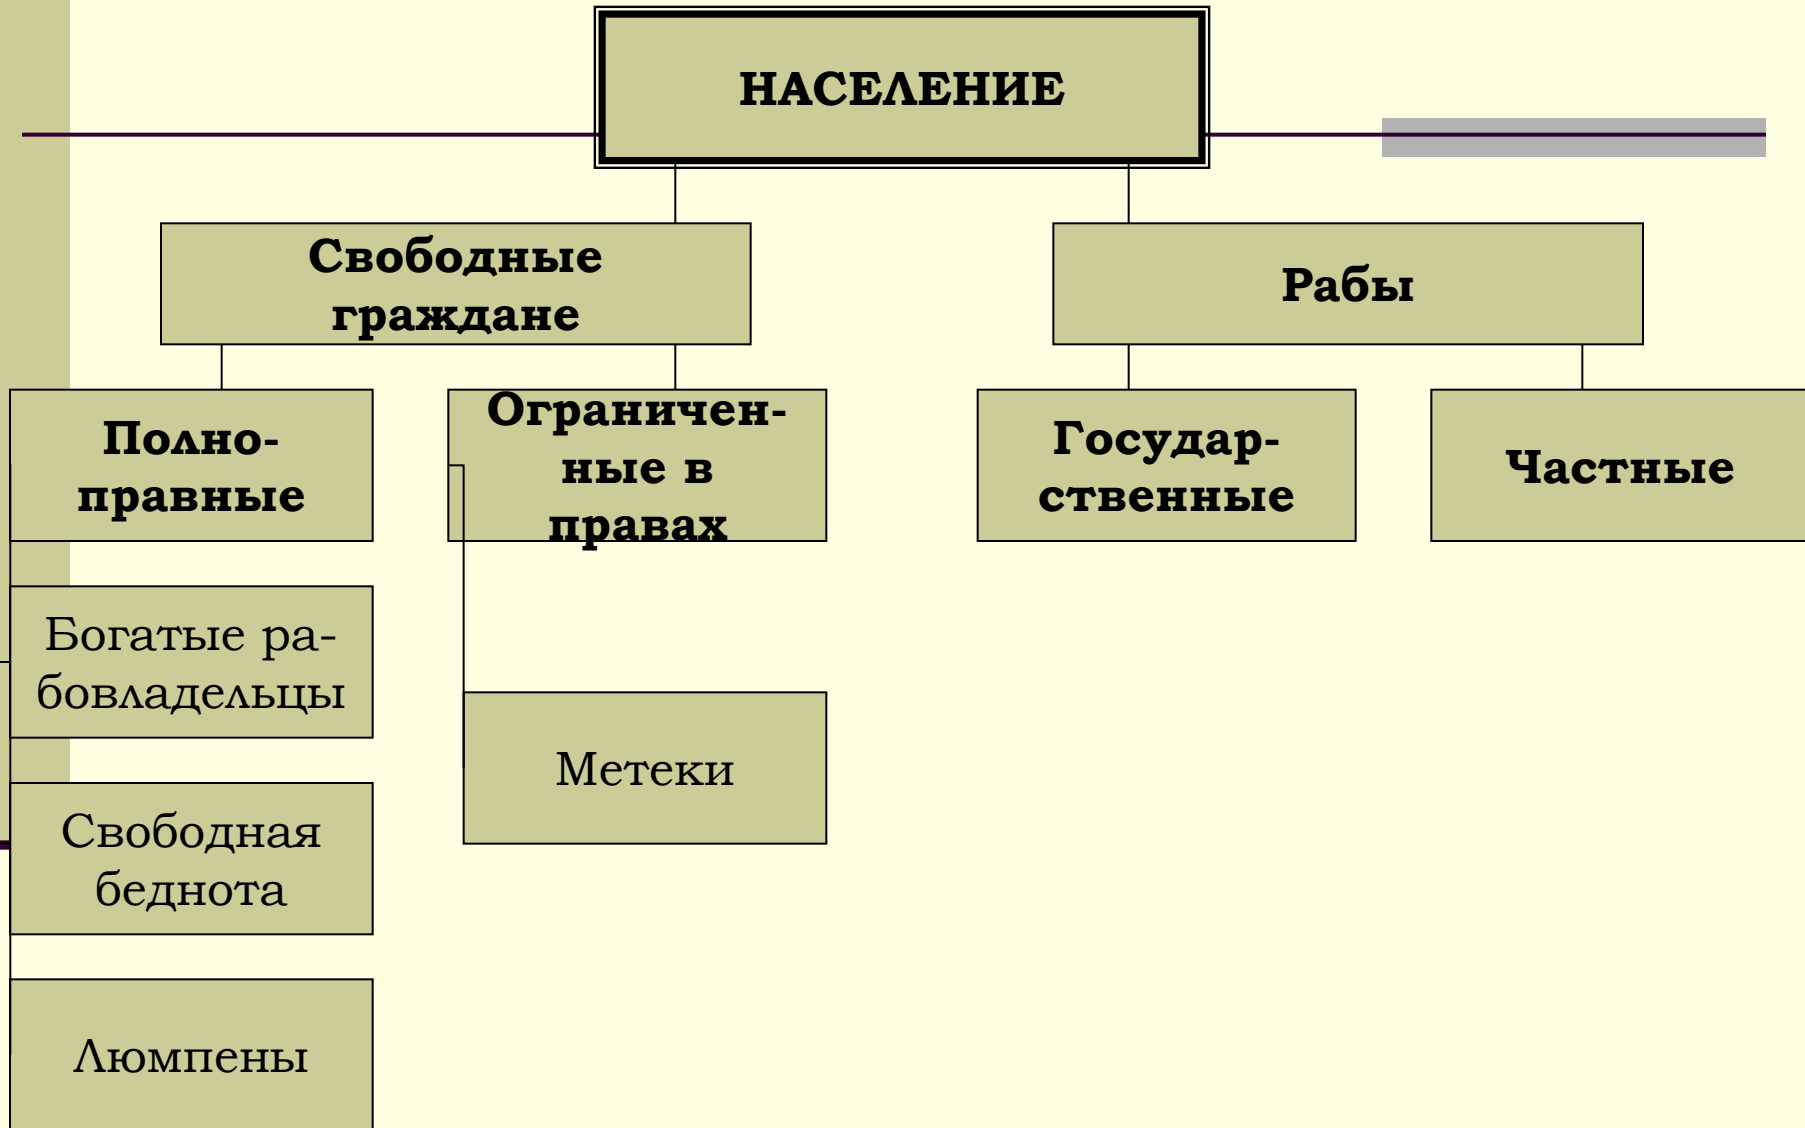 НАСЕЛЕНИЕ
Свободные
граждане
Рабы
Полно-
правные
Ограничен-
ные в
правах
Государ-
ственные
Частные
Богатые ра-
бовладельцы
Метеки
Свободная
беднота
Люмпены